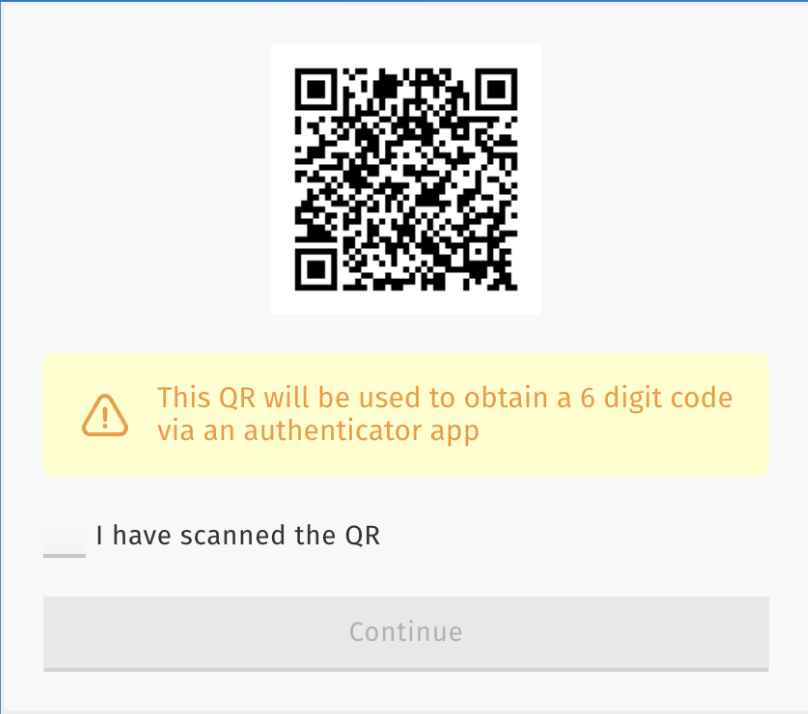 This QR will be used to obtain a 6 digit code
via an authenticator app
I have scanned the QR
Continue